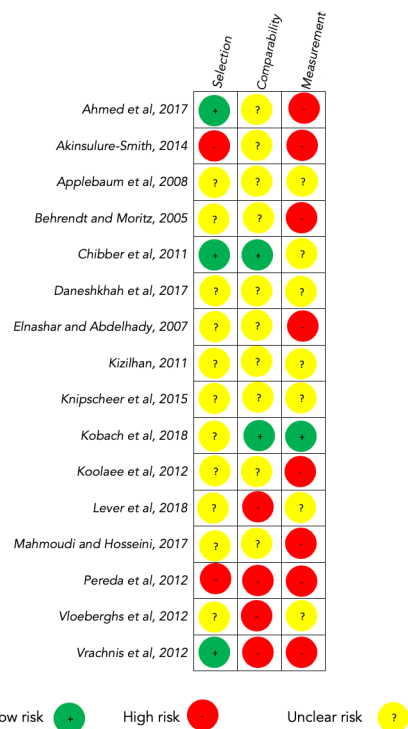 Selection Comparability Measurement
Ahmed et al, 2017 + ? -
Akinsulure-Smith, 2014 - ? -
Applebaum et al, 2008 ? ? ?
Behrendt and Moritz, 2005 ? ? -
Chibber et al, 2011 + + ?
Daneshkhah et al, 2017 ? ? ?
Elnashar and Abdelhady, 2007 ? ? -
Kizilhan, 2011 ? ? ?
Knipscheer et al, 2015 ? ? ?
Kobach et al, 2018 ? + +
Koolaee et al, 2012 ? ? -
Lever et al, 2018 ? - ?
Mahmoudi and Hosseini, 2017 ? ? -
Pereda et al, 2012 - - -
Vloeberghs et al, 2012 ? - ?
Vrachnis et al, 2012 + - -
ow risk + High risk - Unclear risk ?